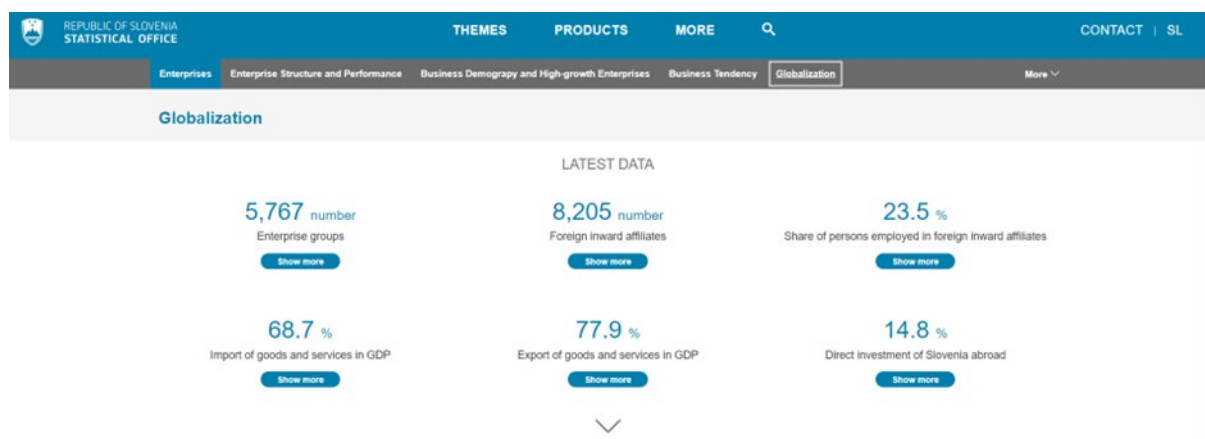 REPUBLIC OF SLOVENIA
STATISTICAL OFFICE
THEMES PRODUCTS MORE
CONTACT | SL
Enterprises Enterprise Structure and Performance Business Demograpy and High-growth Enterprises Business Tendency Globalization More
Globalization
LATEST DATA
5,767 number 8,205 number 23.5 %
Enterprise groups Foreign inward affiliates Share of persons employed in foreign inward affiliates
Show more Show more Show more
68.7 % 77.9 % 14.8 %
Import of goods and services in GDP Export of goods and services in GDP Direct investment of Slovenia abroad
Show more Show more Show more